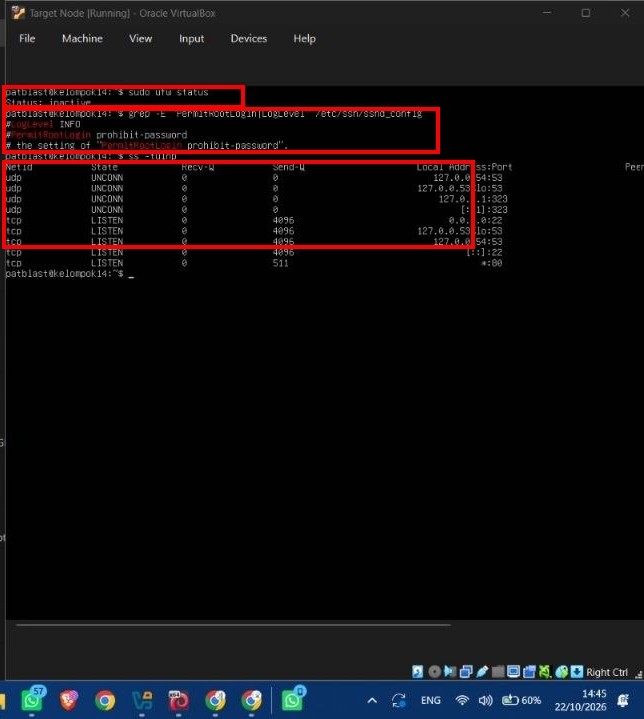 Target Node [Running] - Oracle VirtualBox
File Machine View Input Devices Help
patblast@kelompok14:~$ sudo ufw status
Status: inactive
patblast@kelompok14:~$ grep -E "PermitRootLogin|LogLevel" /etc/ssh/sshd_config
#LogLevel INFO
#PermitRootLogin prohibit-password
# the setting of "PermitRootLogin prohibit-password".
patblast@kelompok14:~$ ss -tulnp
Netid State Recv-Q Send-Q Local Address:Port Peer
udp UNCONN 0 0 127.0.0.54:53
udp UNCONN 0 0 127.0.0.53%lo:53
udp UNCONN 0 0 127.0.0.1:323
udp UNCONN 0 0 [::1]:323
tcp LISTEN 0 4096 0.0.0.0:22
tcp LISTEN 0 4096 127.0.0.53%lo:53
tcp LISTEN 0 4096 127.0.0.54:53
tcp LISTEN 0 4096 [::]:22
tcp LISTEN 0 511 *:80
patblast@kelompok14:~$ _
Right Ctrl
57
ENG
60%
14:45
22/10/2026